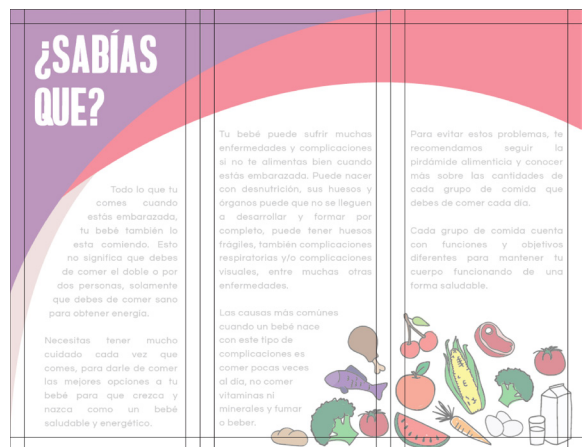 ¿SABÍAS
QUE?
Todo lo que tu
comes cuando
estás embarazada,
tu bebé también lo
esta comiendo. Esto
no significa que debes
de comer el doble o por
dos personas, solamente
que debes de comer sano
para obtener energía.
Necesitas tener mucho
cuidado cada vez que
comes, para darle de comer
las mejores opciones a tu
bebé para que crezca y
nazca como un bebé
saludable y energético.
Tu bebé puede sufrir muchas
enfermedades y complicaciones
si no te alimentas bien cuando
estás embarazada. Puede nacer
con desnutrición, sus huesos y
órganos puede que no se lleguen
a desarrollar y formar por
completo, puede tener huesos
frágiles, también complicaciones
respiratorias y/o complicaciones
visuales, entre muchas otras
enfermedades.
Las causas más comúnes
cuando un bebé nace
con este tipo de
complicaciones es
comer pocas veces
al día, no comer
vitaminas ni
minerales y fumar
o beber.
Para evitar estos problemas, te
recomendamos seguir la
pirdámide alimenticia y conocer
más sobre las cantidades de
cada grupo de comida que
debes de comer cada día.
Cada grupo de comida cuenta
con funciones y objetivos
diferentes para mantener tu
cuerpo funcionando de una
forma saludable.